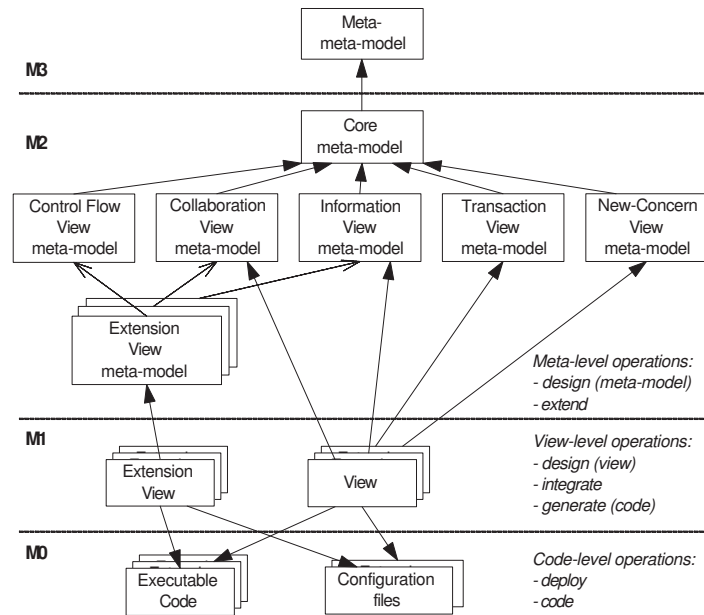 Meta-
meta-model
M3
M2
Core
meta-model
Control Flow
View
meta-model
Collaboration
View
meta-model
Information
View
meta-model
Transaction
View
meta-model
New-Concern
View
meta-model
Extension
View
meta-model
Meta-level operations:
- design (meta-model)
- extend
M1
Extension
View
View
View-level operations:
- design (view)
- integrate
- generate (code)
M0
Executable
Code
Configuration
files
Code-level operations:
- deploy
- code